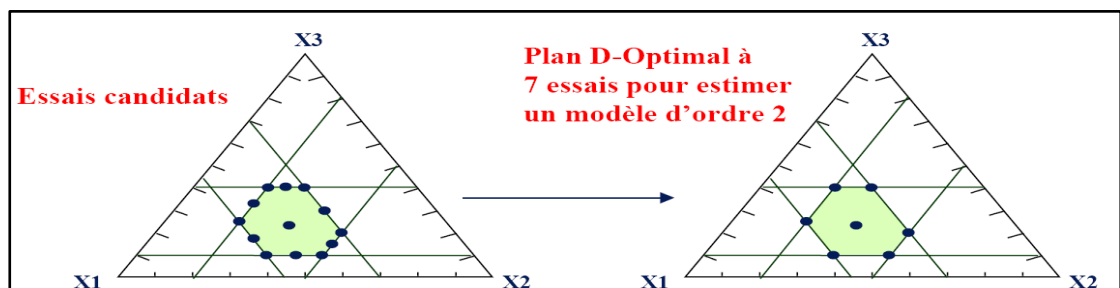 X3
Essais candidats
X1
X2
Plan D-Optimal à
7 essais pour estimer
un modèle d’ordre 2
X3
X1
X2